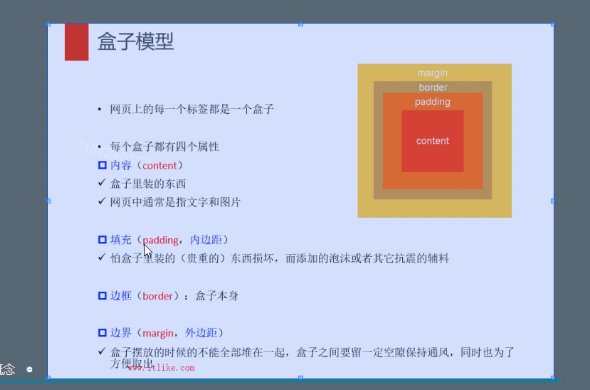 盒子模型
margin
border
padding
content
网页上的每一个标签都是一个盒子
每个盒子都有四个属性
内容（content）
盒子里装的东西
网页中通常是指文字和图片
填充（padding，内边距）
怕盒子里装的（贵重的）东西损坏，而添加的泡沫或者其它抗震的辅料
边框（border）：盒子本身
边界（margin，外边距）
盒子摆放的时候的不能全部堆在一起，盒子之间要留一定空隙保持通风，同时也为了
方便取出
www.itlike.com
念